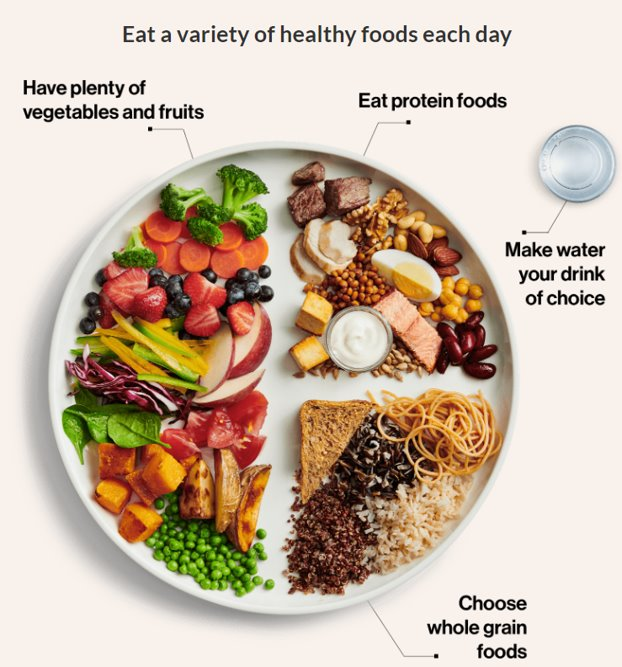 Eat a variety of healthy foods each day
Have plenty of
vegetables and fruits
Eat protein foods
Make water
your drink
of choice
Choose
whole grain
foods